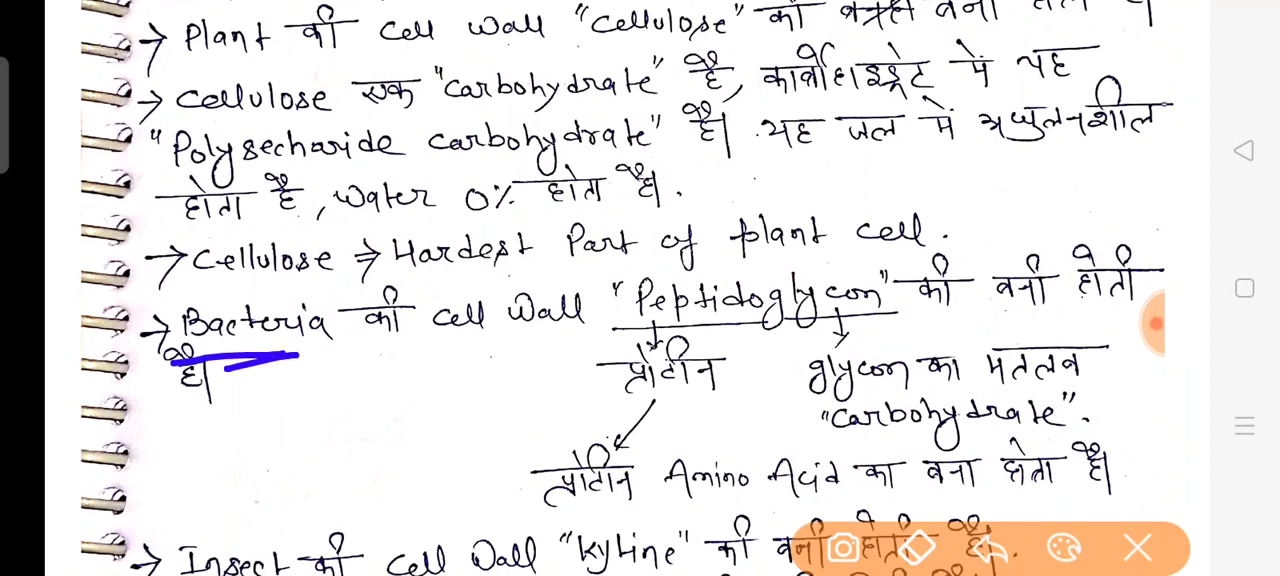 → Plant की cell wall "cellulose" की बनी होती
→ Cellulose एक "carbohydrate" है, कार्बोहाइड्रेट में यह
"Polysecharide carbohydrate" है। यह जल में अघुलनशील
होता है, water 0% होता है।
→ Cellulose ⇒ Hardest Part of plant cell.
→ Bacteria की cell wall "Peptidoglycon" की बनी होती
है।
प्रोटीन glycon का मतलब
"carbohydrate".
प्रोटीन Amino Acid का बना होता है।
→ Insect की cell wall "kyline" की बनी होती है।